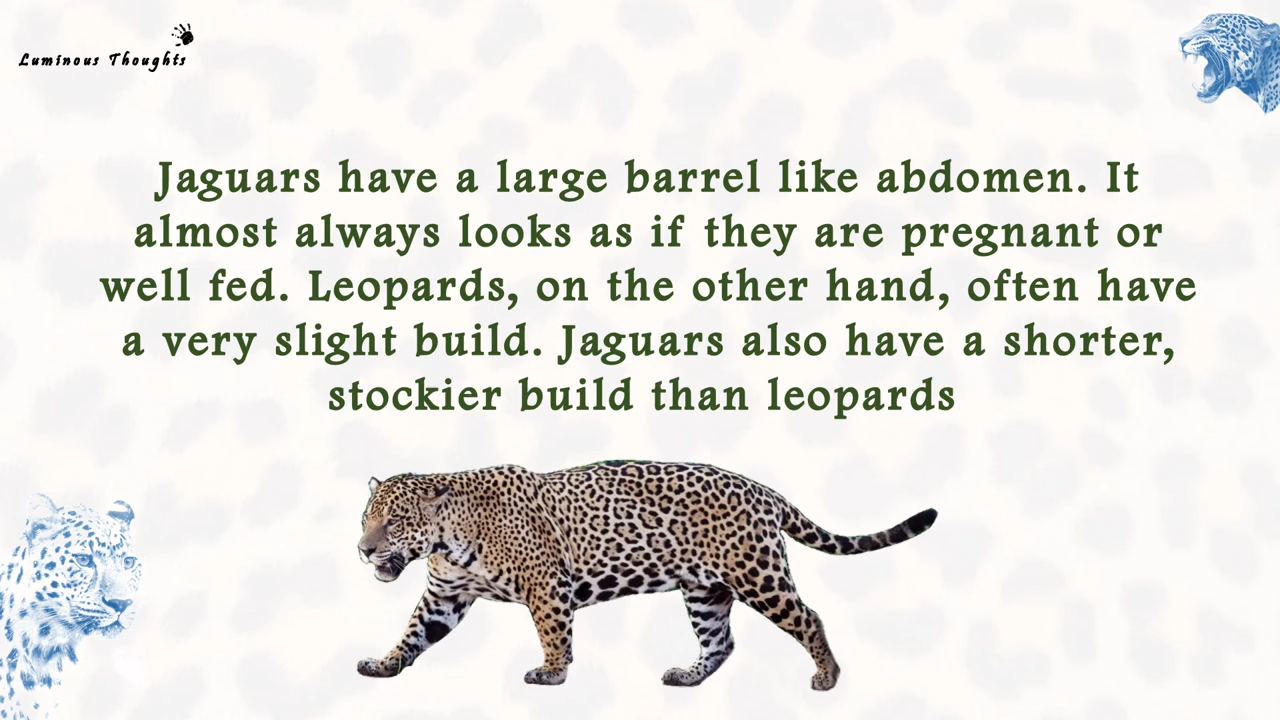 Luminous Thoughts
Jaguars have a large barrel like abdomen. It
almost always looks as if they are pregnant or
well fed. Leopards, on the other hand, often have
a very slight build. Jaguars also have a shorter,
stockier build than leopards